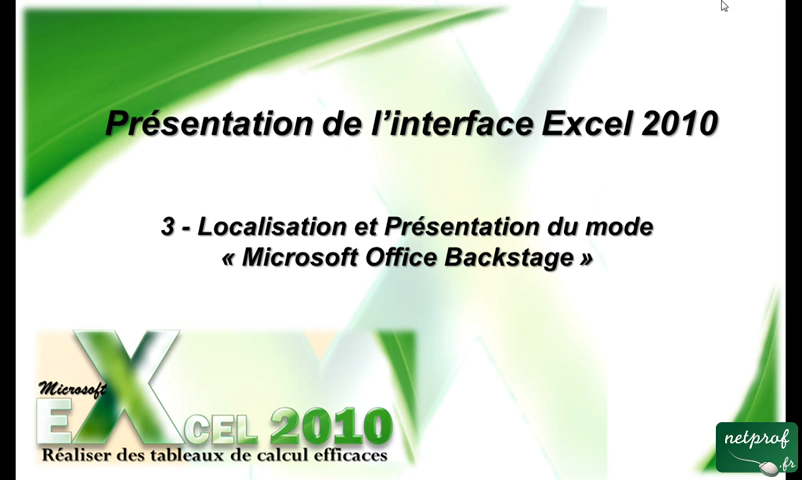 Présentation de l’interface Excel 2010
3 - Localisation et Présentation du mode
« Microsoft Office Backstage »
Microsoft
EXCEL 2010
Réaliser des tableaux de calcul efficaces
netprof
.fr